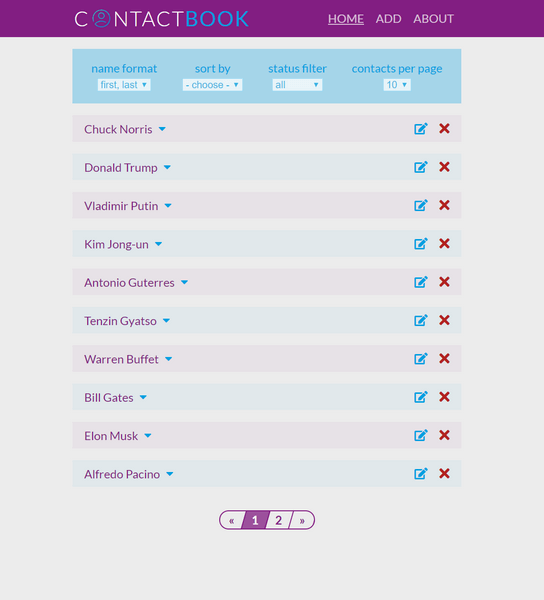 CONTACTBOOK HOME ADD ABOUT
name format sort by status filter contacts per page
first, last - choose - all 10
Chuck Norris
Donald Trump
Vladimir Putin
Kim Jong-un
Antonio Guterres
Tenzin Gyatso
Warren Buffet
Bill Gates
Elon Musk
Alfredo Pacino
« 1 2 »